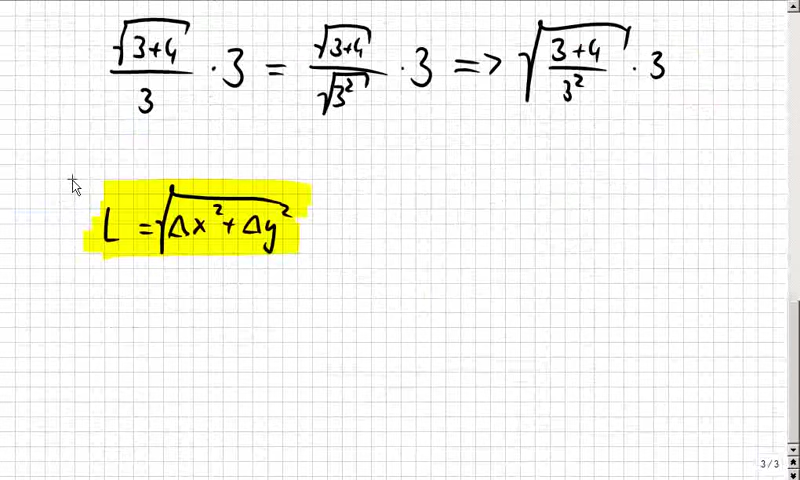 √(3+4)/3 · 3 = √(3+4)/√(3²) · 3 => √((3+4)/3²) · 3
L = √(Δx² + Δy²)
3/3